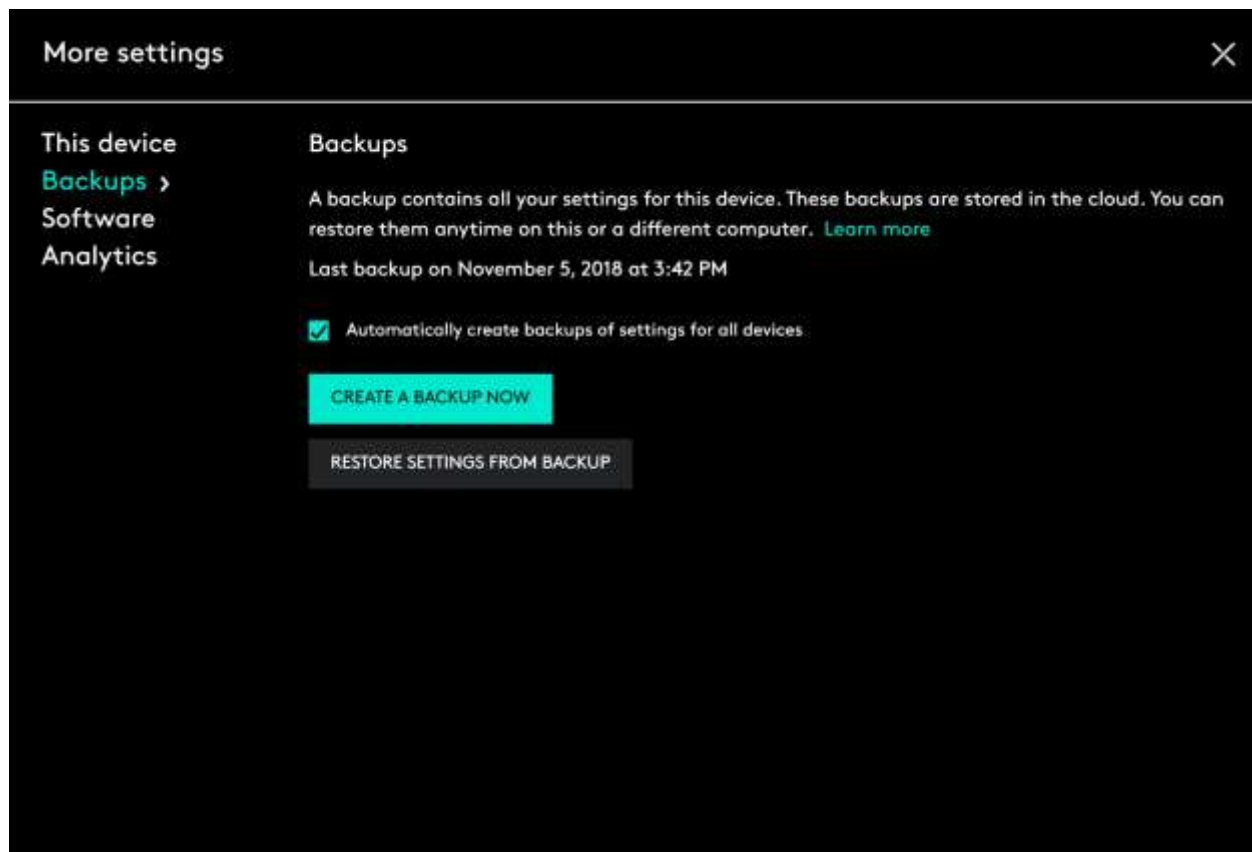 More settings
This device
Backups ›
Software
Analytics
Backups
A backup contains all your settings for this device. These backups are stored in the cloud. You can
restore them anytime on this or a different computer. Learn more
Last backup on November 5, 2018 at 3:42 PM
Automatically create backups of settings for all devices
CREATE A BACKUP NOW
RESTORE SETTINGS FROM BACKUP